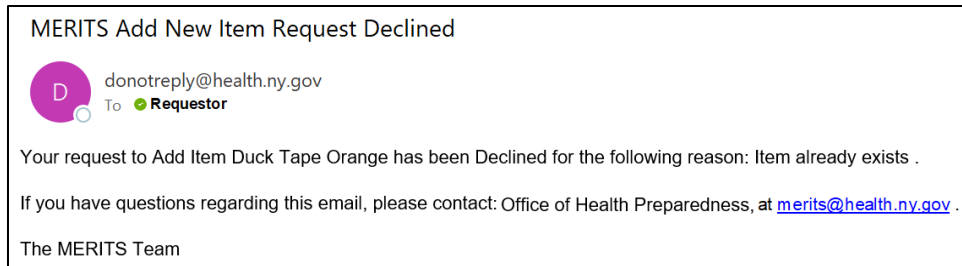 MERITS Add New Item Request Declined
D
donotreply@health.ny.gov
To Requestor
Your request to Add Item Duck Tape Orange has been Declined for the following reason: Item already exists .
If you have questions regarding this email, please contact: Office of Health Preparedness, at merits@health.ny.gov .
The MERITS Team